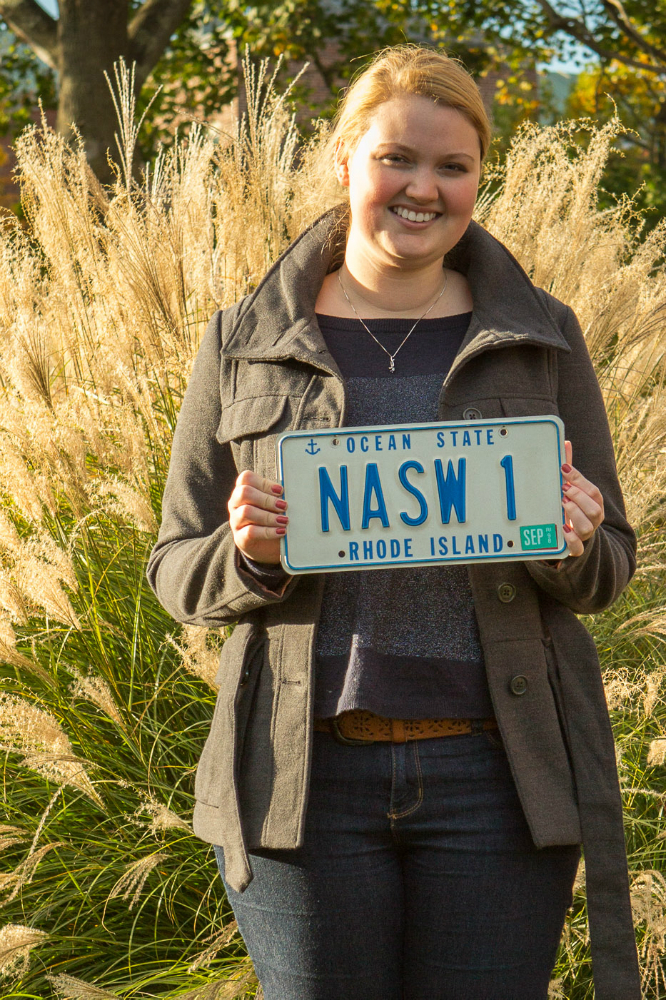 OCEAN STATE
NASW 1
RHODE ISLAND
SEP